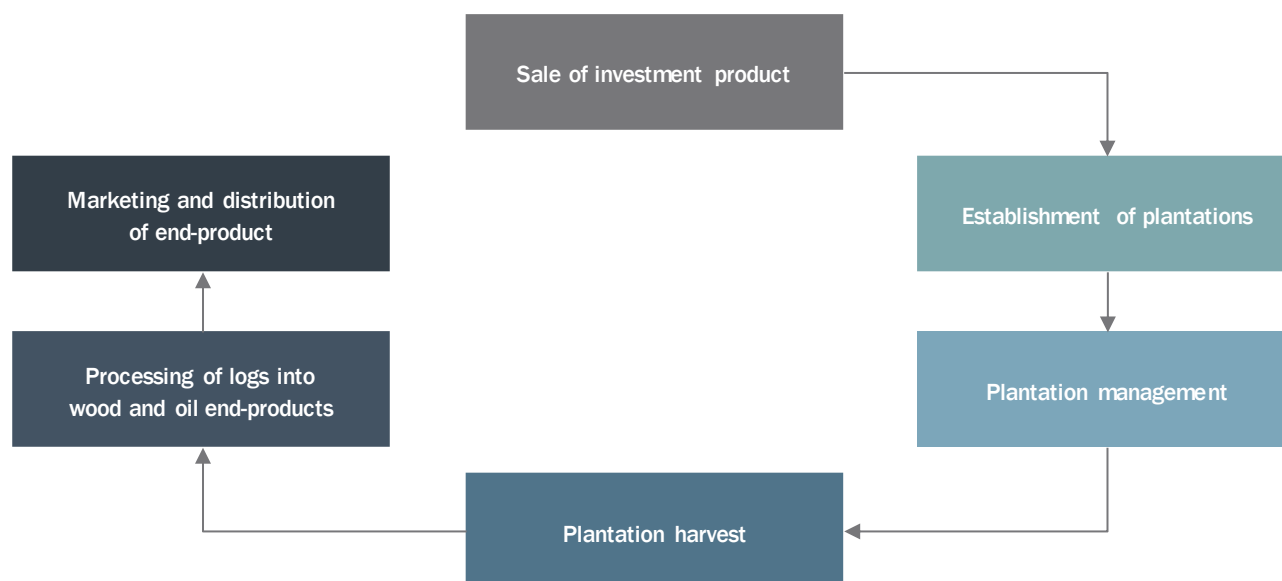 Sale of investment product
Establishment of plantations
Plantation management
Plantation harvest
Processing of logs into
wood and oil end-products
Marketing and distribution
of end-product